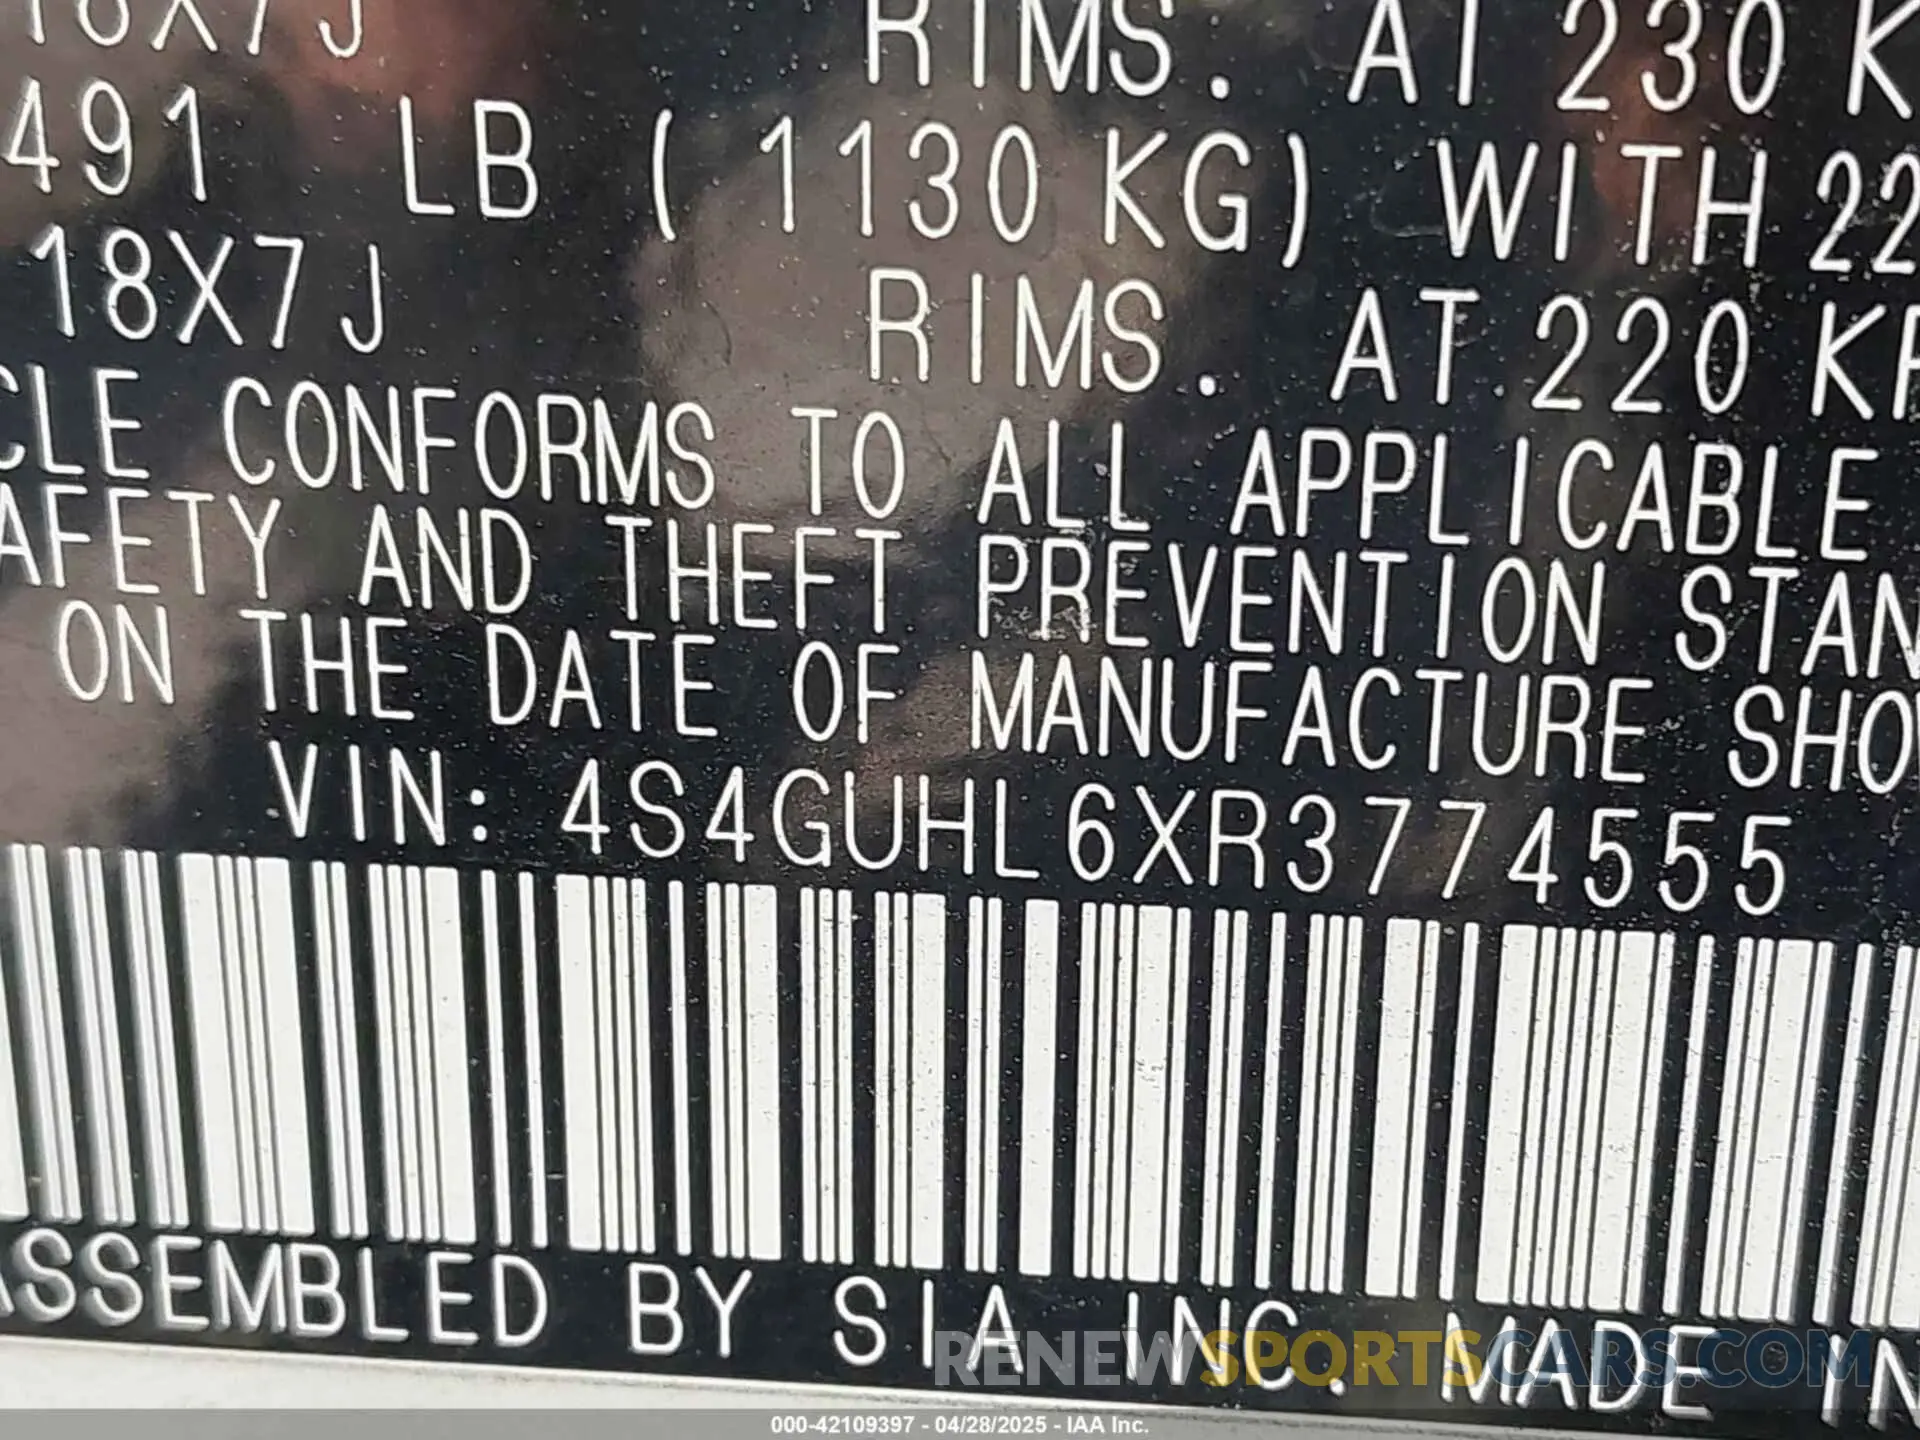 18X7J RIMS. AT 230 K
491 LB (1130 KG) WITH 22
18X7J RIMS. AT 220 KP
CLE CONFORMS TO ALL APPLICABLE
AFETY AND THEFT PREVENTION STAN
ON THE DATE OF MANUFACTURE SHO
VIN: 4S4GUHL6XR3774555
ASSEMBLED BY SIA INC. MADE IN
RENEWSPORTSCARS.COM
000-42109397 - 04/28/2025 - IAA Inc.